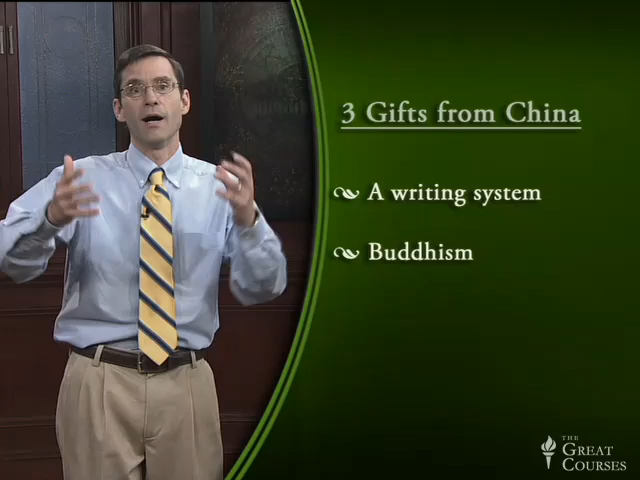 3 Gifts from China
A writing system
Buddhism
THE
GREAT
COURSES